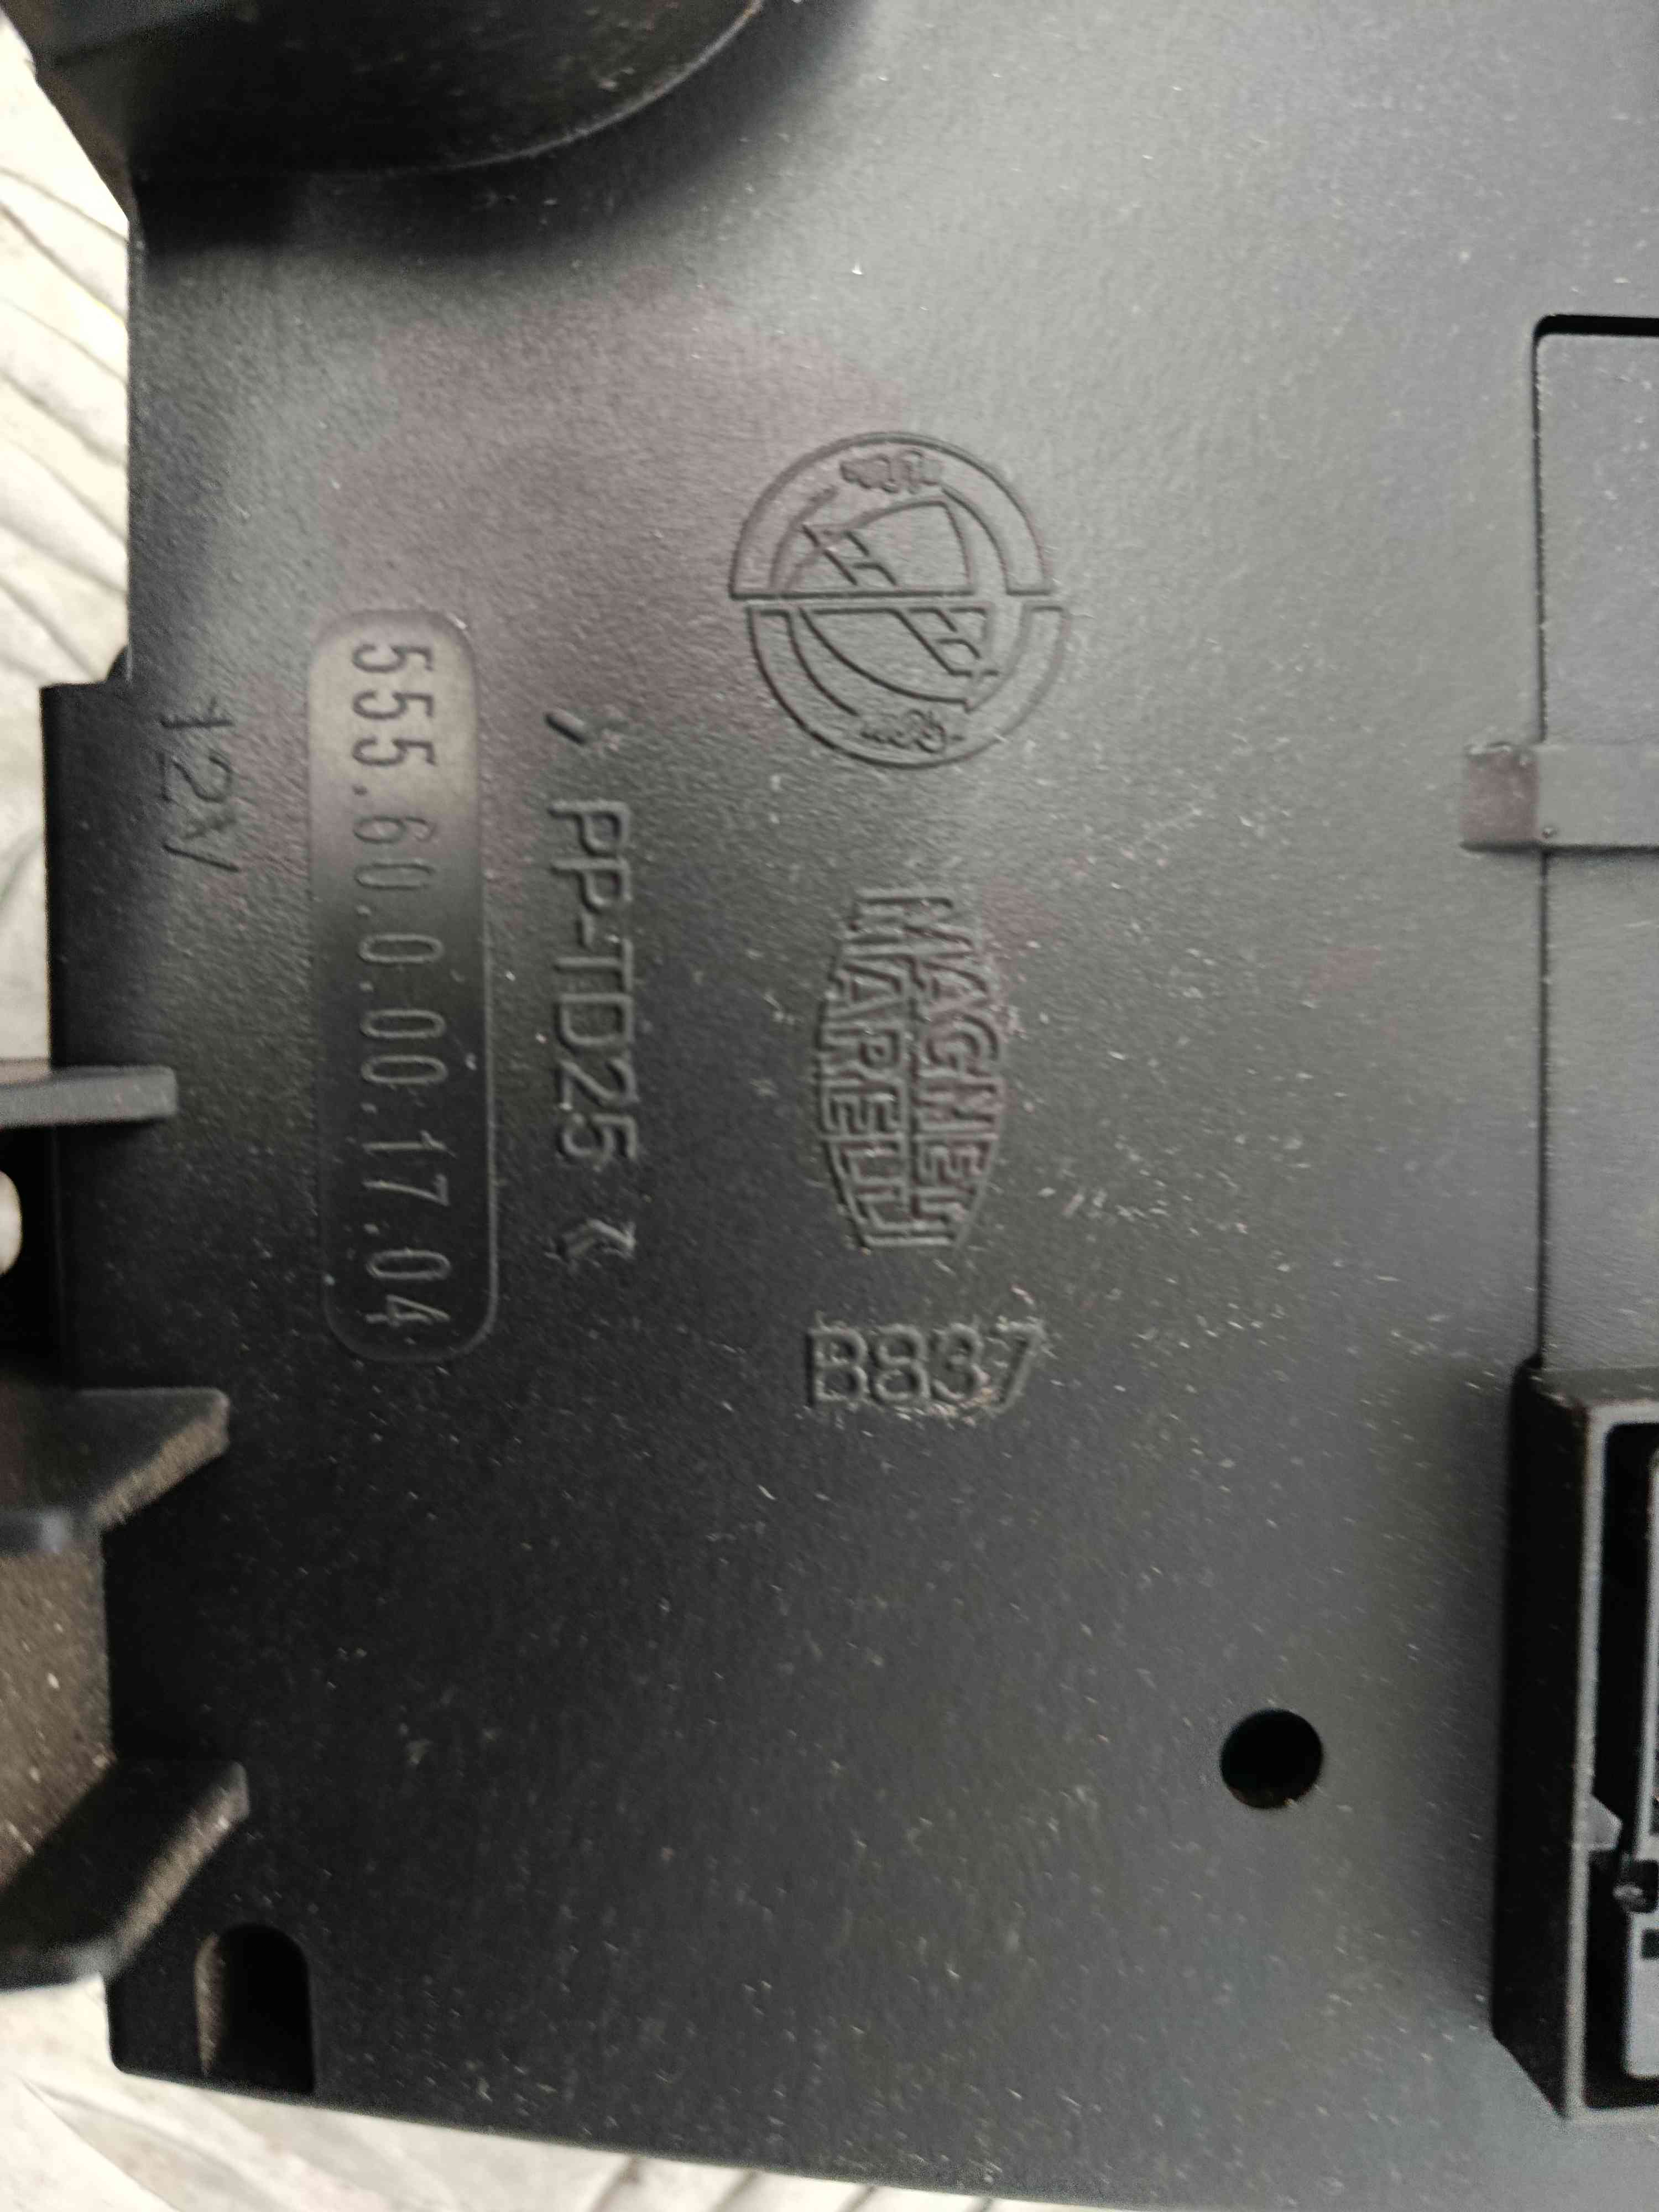 MAGNETI
MARELLI
B837
PP-TD25
555.60.0.00.17.04
12V